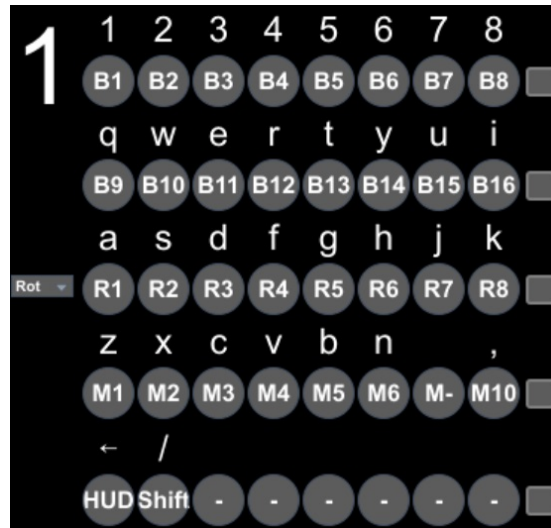 1
1 2 3 4 5 6 7 8
B1 B2 B3 B4 B5 B6 B7 B8
q w e r t y u i
B9 B10 B11 B12 B13 B14 B15 B16
a s d f g h j k
Rot R1 R2 R3 R4 R5 R6 R7 R8
z x c v b n ,
M1 M2 M3 M4 M5 M6 M- M10
← /
HUD Shift - - - - - -